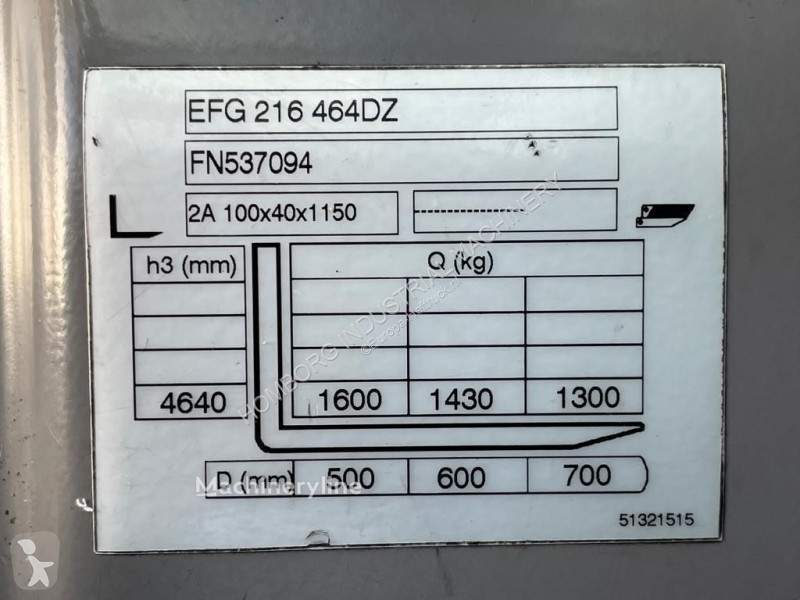 EFG 216 464DZ
FN537094
2A 100x40x1150
h3 (mm) Q (kg)
4640 1600 1430 1300
D (mm) 500 600 700
51321515
HOMBORG INDUSTRIAL MACHINERY
Machineryline